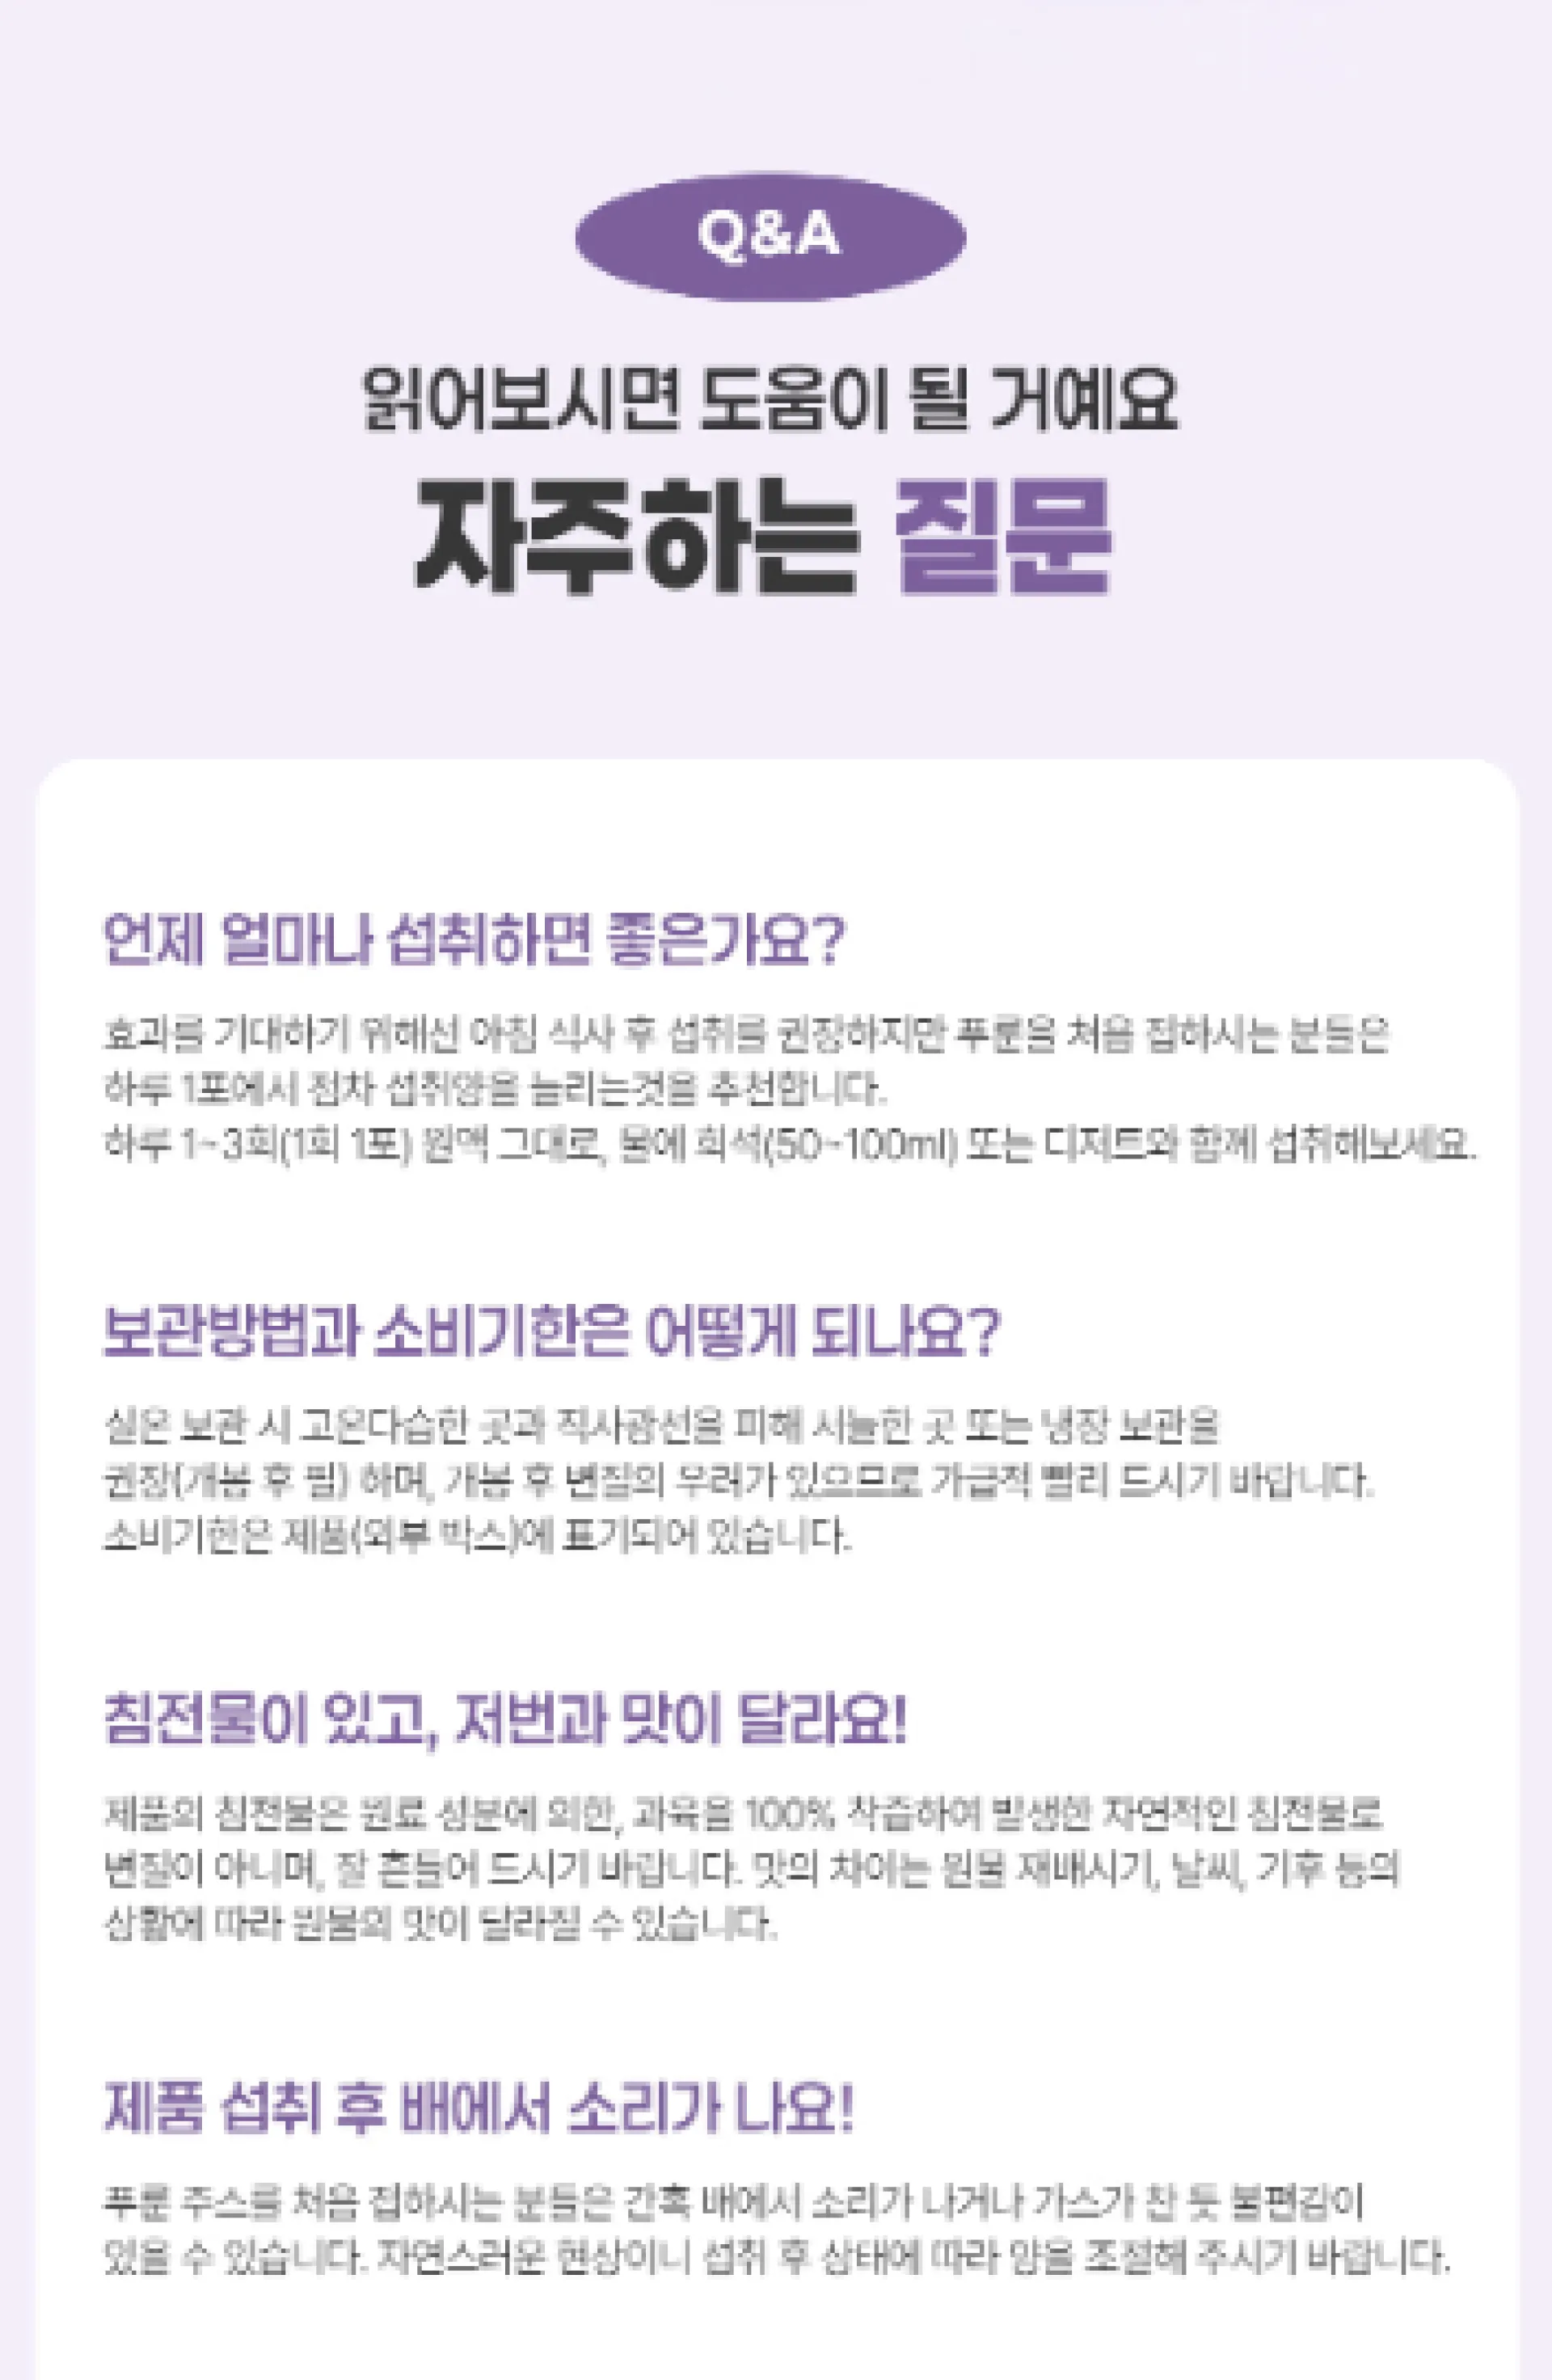 Q&A
읽어보시면 도움이 될 거예요
자주하는 질문
언제 얼마나 섭취하면 좋은가요?
효과를 기대하기 위해선 아침 식사 후 섭취를 권장하지만 푸룬을 처음 접하시는 분들은
하루 1포에서 점차 섭취양을 늘리는것을 추천합니다.
하루 1~3회(1회 1포) 원액 그대로, 물에 희석(50~100ml) 또는 디저트와 함께 섭취해보세요.
보관방법과 소비기한은 어떻게 되나요?
실온 보관 시 고온다습한 곳과 직사광선을 피해 서늘한 곳 또는 냉장 보관을
권장(개봉 후 밀) 하며, 개봉 후 변질의 우려가 있으므로 가급적 빨리 드시기 바랍니다.
소비기한은 제품(외부 박스)에 표기되어 있습니다.
침전물이 있고, 저번과 맛이 달라요!
제품의 침전물은 원료 성분에 의한, 과육을 100% 착즙하여 발생한 자연적인 침전물로
변질이 아니며, 잘 흔들어 드시기 바랍니다. 맛의 차이는 원물 재배시기, 날씨, 기후 등의
상황에 따라 원물의 맛이 달라질 수 있습니다.
제품 섭취 후 배에서 소리가 나요!
푸룬 주스를 처음 접하시는 분들은 간혹 배에서 소리가 나거나 가스가 찬 듯 불편감이
있을 수 있습니다. 자연스러운 현상이니 섭취 후 상태에 따라 양을 조절해 주시기 바랍니다.